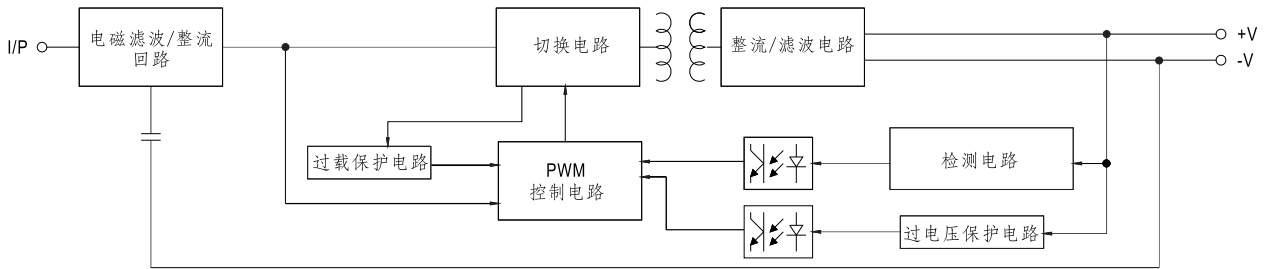 I/P
电磁滤波/整流
回路
切换电路
整流/滤波电路
+V
-V
过载保护电路
PWM
控制电路
检测电路
过电压保护电路